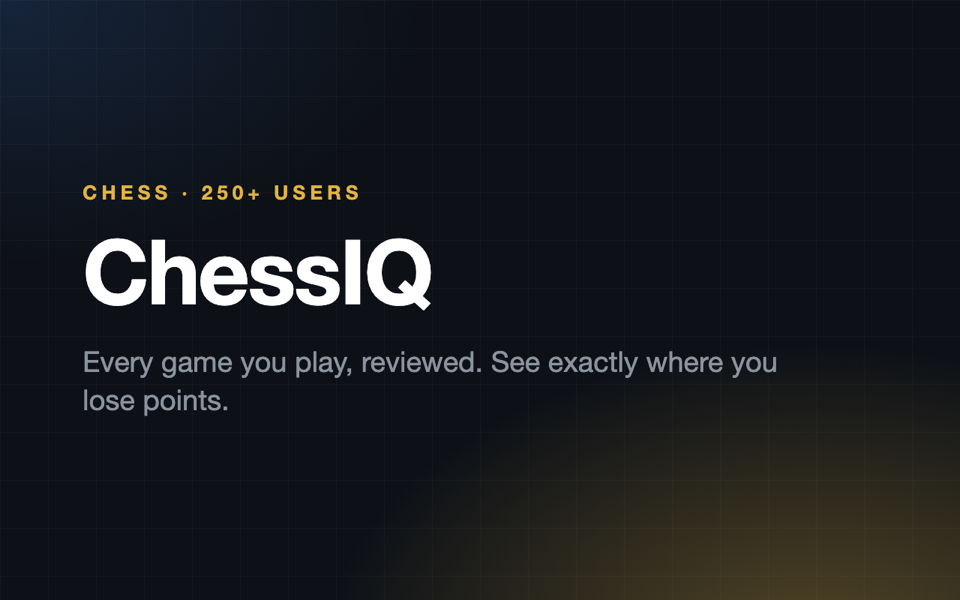 CHESS · 250+ USERS
ChessIQ
Every game you play, reviewed. See exactly where you
lose points.